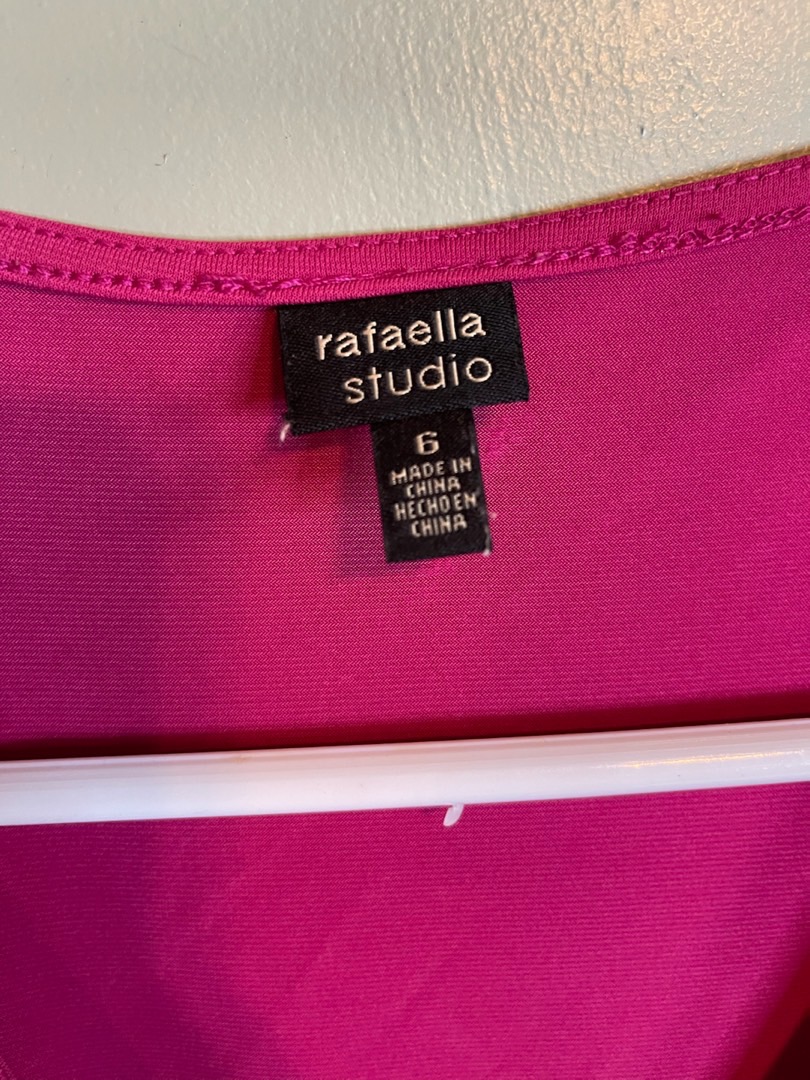 rafaella
studio
6
MADE IN
CHINA
HECHO EN
CHINA